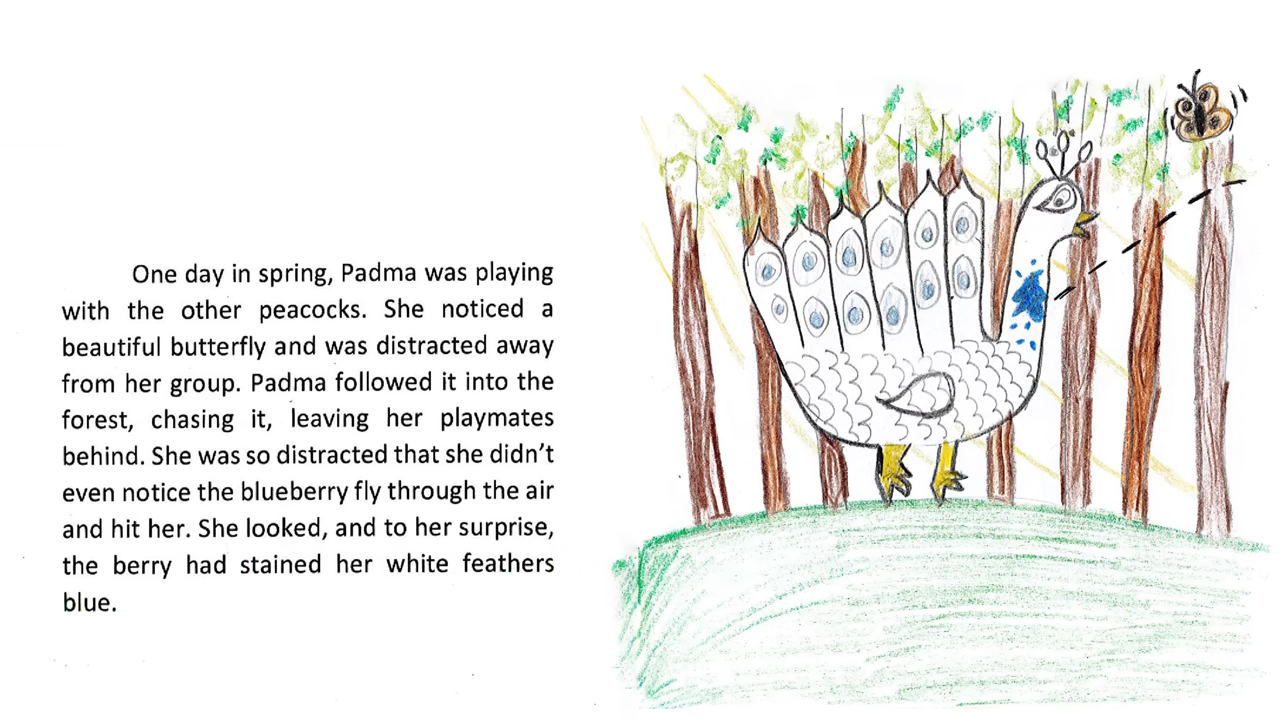 One day in spring, Padma was playing
with the other peacocks. She noticed a
beautiful butterfly and was distracted away
from her group. Padma followed it into the
forest, chasing it, leaving her playmates
behind. She was so distracted that she didn't
even notice the blueberry fly through the air
and hit her. She looked, and to her surprise,
the berry had stained her white feathers
blue.